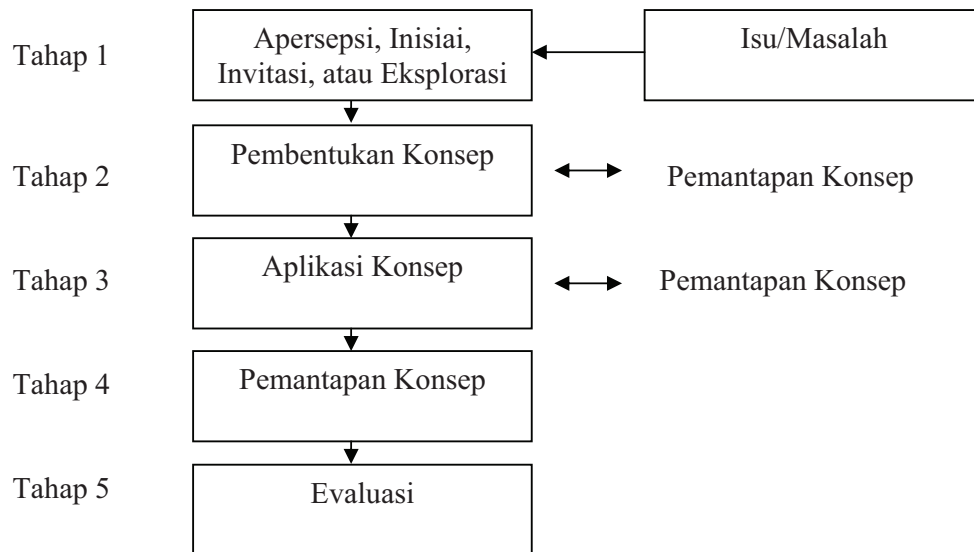 Tahap 1
Apersepsi, Inisiai,
Invitasi, atau Eksplorasi
Isu/Masalah
Tahap 2
Pembentukan Konsep
Pemantapan Konsep
Tahap 3
Aplikasi Konsep
Pemantapan Konsep
Tahap 4
Pemantapan Konsep
Tahap 5
Evaluasi